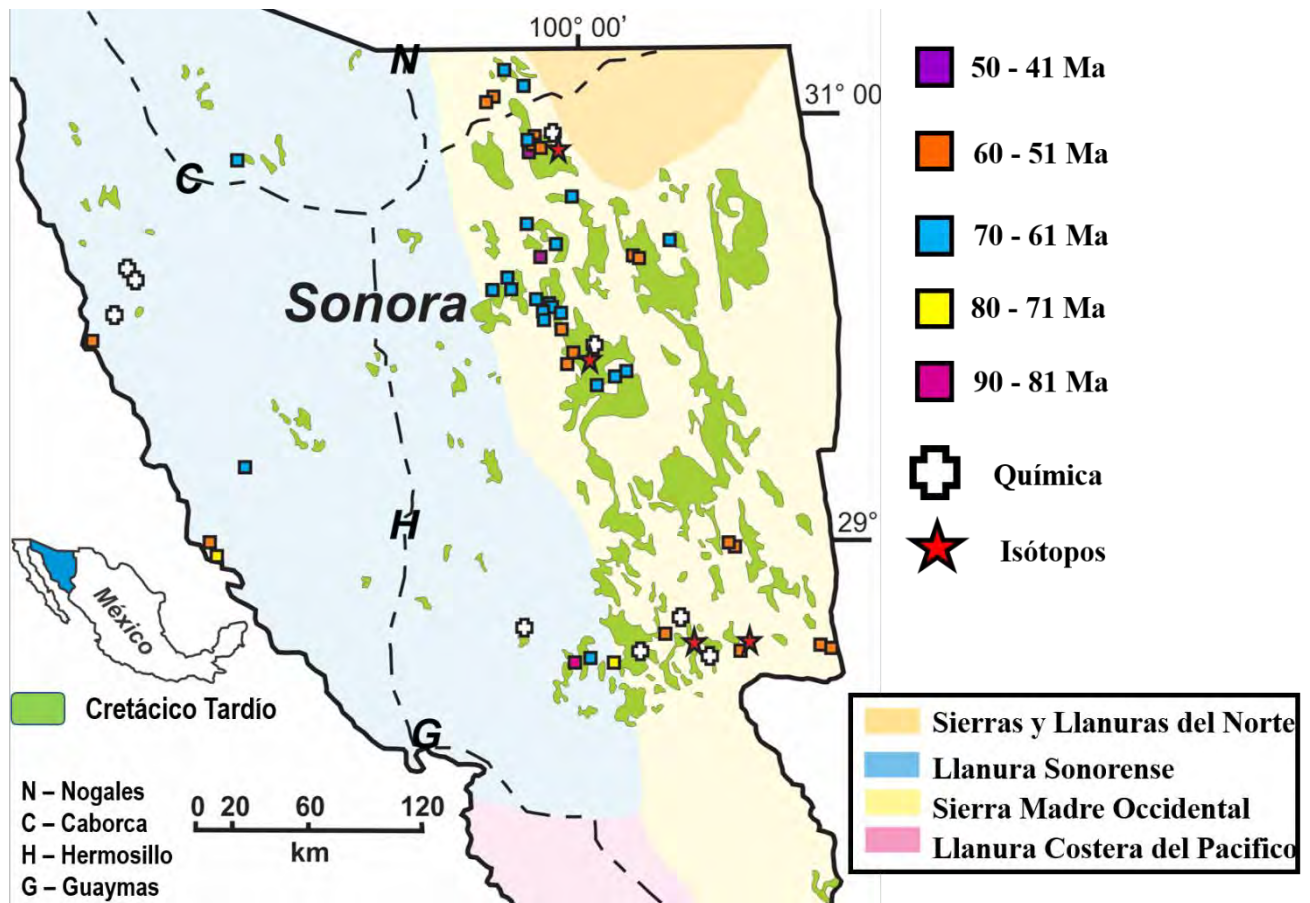 100° 00'
N
31° 00
C
Sonora
H
29°
México
G
Cretácico Tardío
N – Nogales
C – Caborca
H – Hermosillo
G – Guaymas
0 20 60 120
km
50 - 41 Ma
60 - 51 Ma
70 - 61 Ma
80 - 71 Ma
90 - 81 Ma
Química
Isótopos
Sierras y Llanuras del Norte
Llanura Sonorense
Sierra Madre Occidental
Llanura Costera del Pacifico